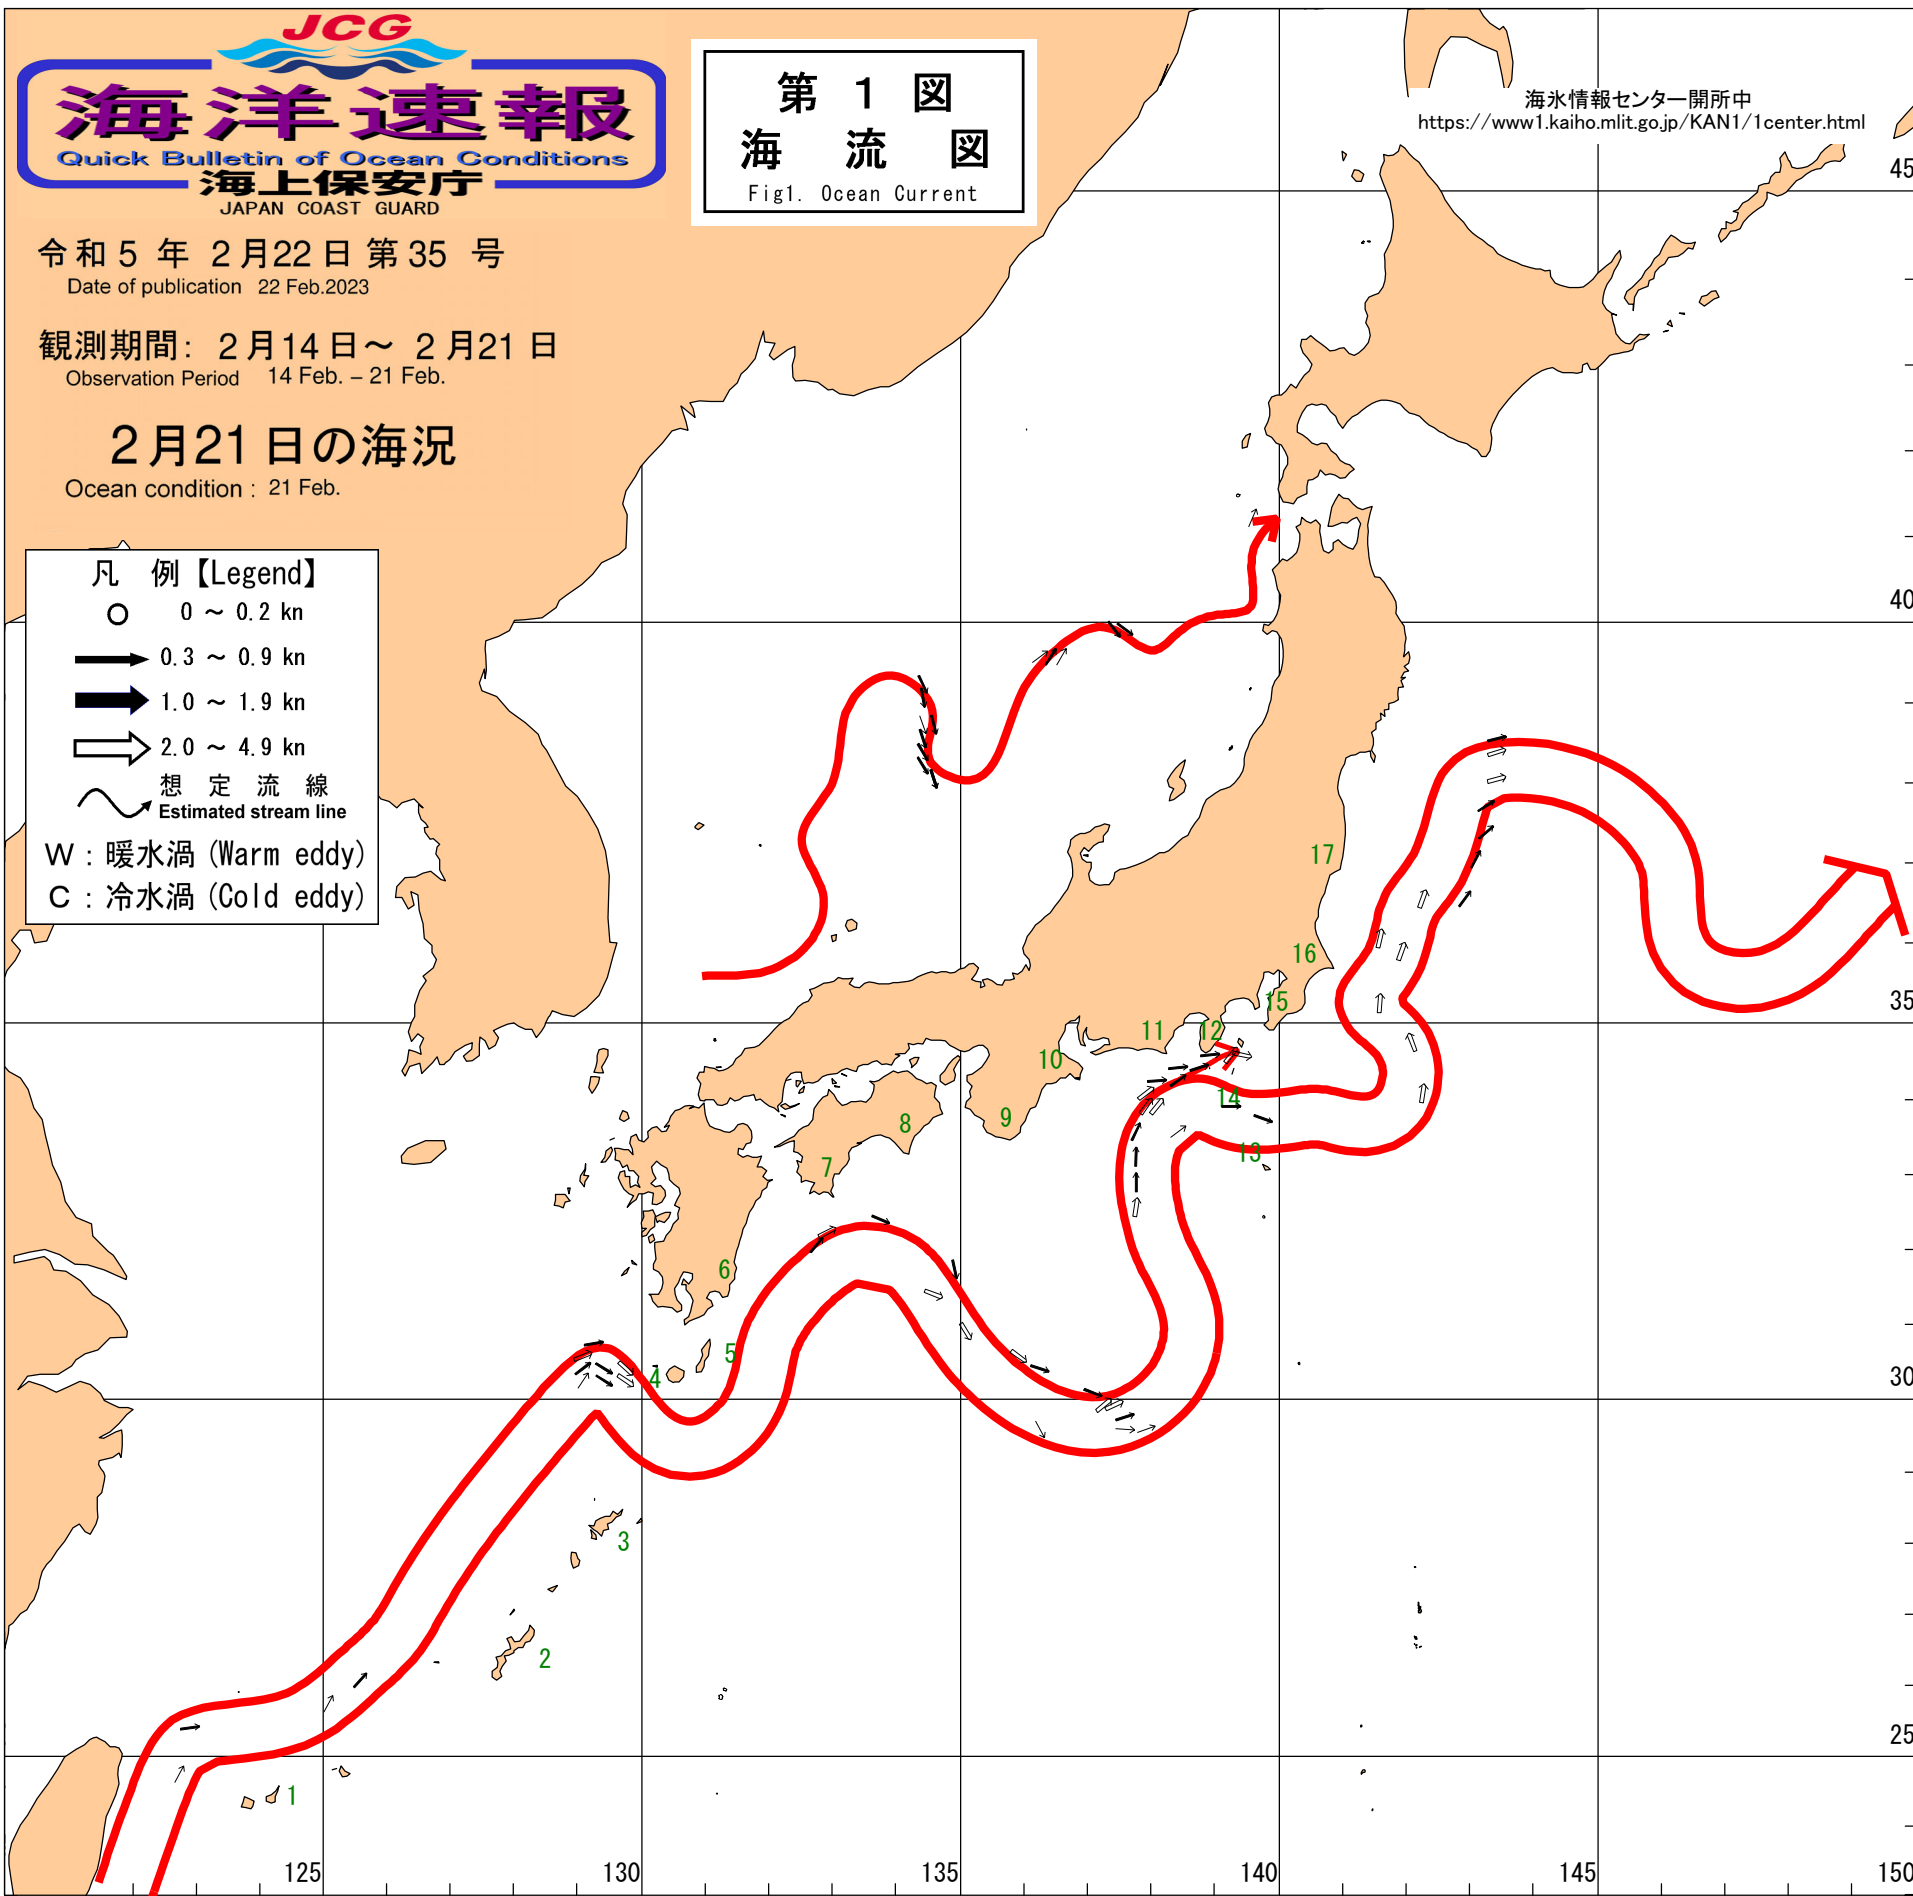 JCG
海洋速報
Quick Bulletin of Ocean Conditions
海上保安庁
JAPAN COAST GUARD
令和5年 2月22日 第35号
Date of publication 22 Feb.2023
観測期間: 2月14日～ 2月21日
Observation Period 14 Feb. – 21 Feb.
2月21日の海況
Ocean condition : 21 Feb.
第 1 図
海 流 図
Fig1. Ocean Current
海氷情報センター開所中
https://www1.kaiho.mlit.go.jp/KAN1/1center.html
凡 例【Legend】
0 ～ 0.2 kn
0.3 ～ 0.9 kn
1.0 ～ 1.9 kn
2.0 ～ 4.9 kn
想 定 流 線
Estimated stream line
W : 暖水渦 (Warm eddy)
C : 冷水渦 (Cold eddy)
45
40
35
30
25
17
16
15
12
11
10
14
13
9
8
7
6
5
4
3
2
1
125
130
135
140
145
150